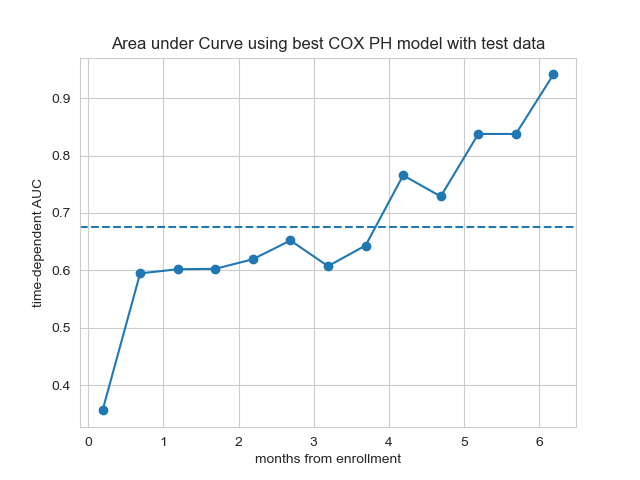 Area under Curve using best COX PH model with test data
time-dependent AUC
0.9
0.8
0.7
0.6
0.5
0.4
0 1 2 3 4 5 6
months from enrollment